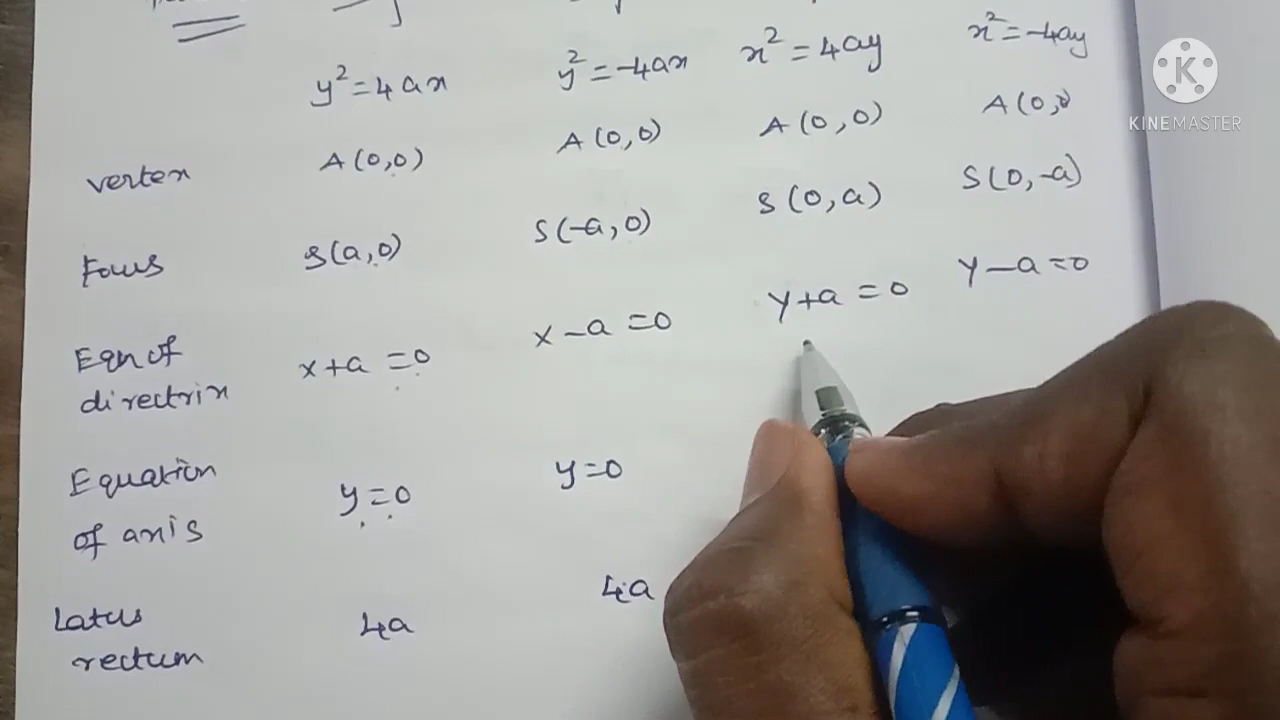 y²=4ax y²=-4ax x²=4ay x²=-4ay
vertex A(0,0) A(0,0) A(0,0) A(0,0)
Focus S(a,0) S(-a,0) S(0,a) S(0,-a)
Eqn of
directrix x+a=0 x-a=0 y+a=0 y-a=0
Equation
of axis y=0 y=0
Latus
rectum 4a 4a
KINEMASTER